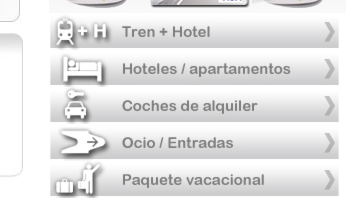 + H Tren + Hotel
Hoteles / apartamentos
Coches de alquiler
Ocio / Entradas
Paquete vacacional